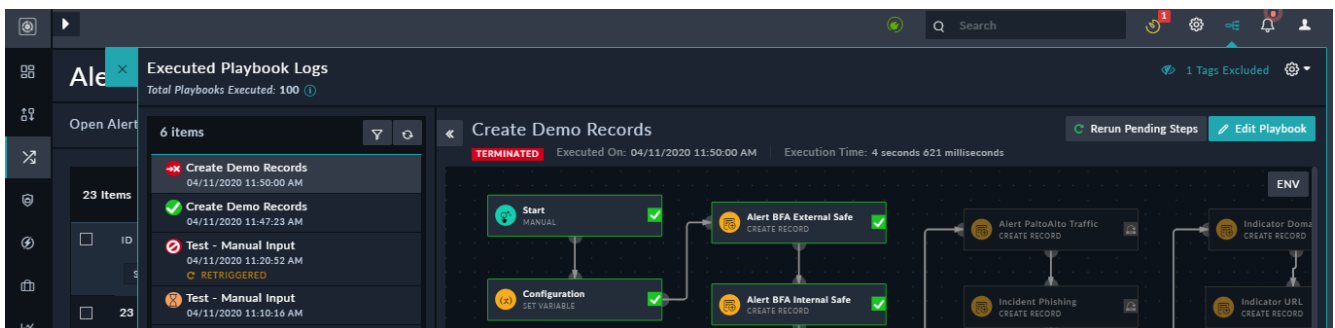 1
Search
Ale
Executed Playbook Logs
Total Playbooks Executed: 100
1 Tags Excluded
Open Alert
6 items
Create Demo Records
Rerun Pending Steps
Edit Playbook
TERMINATED Executed On: 04/11/2020 11:50:00 AM Execution Time: 4 seconds 621 milliseconds
Create Demo Records
04/11/2020 11:50:00 AM
Create Demo Records
04/11/2020 11:47:23 AM
Test - Manual Input
04/11/2020 11:20:52 AM
RETRIGGERED
Test - Manual Input
04/11/2020 11:10:16 AM
23 Items
ID
S
23
ENV
Start
MANUAL
Configuration
SET VARIABLE
Alert BFA External Safe
CREATE RECORD
Alert BFA Internal Safe
CREATE RECORD
Alert PaltoAlto Traffic
CREATE RECORD
Incident Phishing
CREATE RECORD
Indicator Doma
CREATE RECORD
Indicator URL
CREATE RECORD